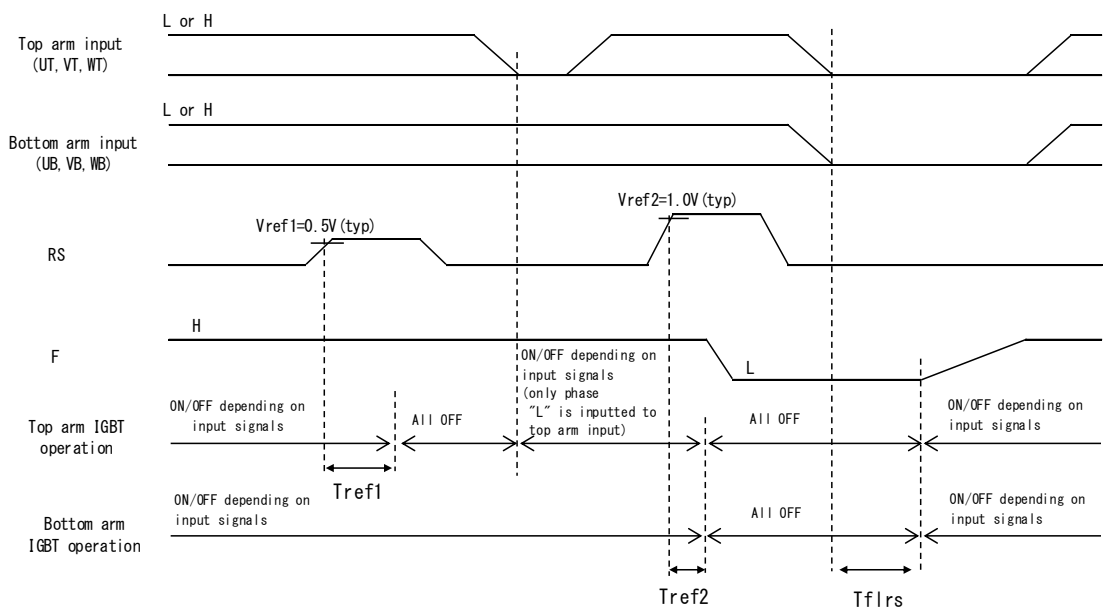 L or H
Top arm input
(UT, VT, WT)
L or H
Bottom arm input
(UB, VB, WB)
Vref1=0.5V(typ)
Vref2=1.0V(typ)
RS
H
F
L
ON/OFF depending on
input signals
(only phase
"L" is inputted to
top arm input)
ON/OFF depending on
input signals
All OFF
All OFF
ON/OFF depending on
input signals
Top arm IGBT
operation
Tref1
ON/OFF depending on
input signals
All OFF
ON/OFF depending on
input signals
Bottom arm
IGBT operation
Tref2
Tflrs